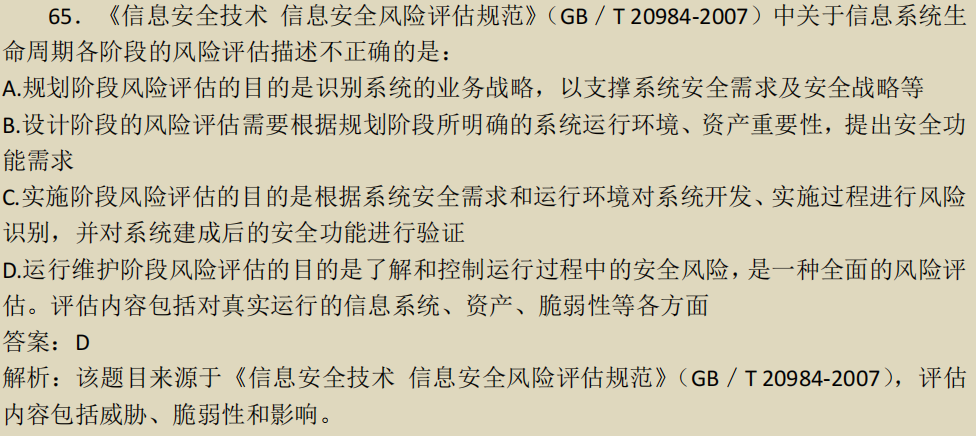 65．《信息安全技术 信息安全风险评估规范》（GB／T 20984-2007）中关于信息系统生
命周期各阶段的风险评估描述不正确的是：
A.规划阶段风险评估的目的是识别系统的业务战略，以支撑系统安全需求及安全战略等
B.设计阶段的风险评估需要根据规划阶段所明确的系统运行环境、资产重要性，提出安全功
能需求
C.实施阶段风险评估的目的是根据系统安全需求和运行环境对系统开发、实施过程进行风险
识别，并对系统建成后的安全功能进行验证
D.运行维护阶段风险评估的目的是了解和控制运行过程中的安全风险，是一种全面的风险评
估。评估内容包括对真实运行的信息系统、资产、脆弱性等各方面
答案：D
解析：该题目来源于《信息安全技术 信息安全风险评估规范》（GB／T 20984-2007），评估
内容包括威胁、脆弱性和影响。